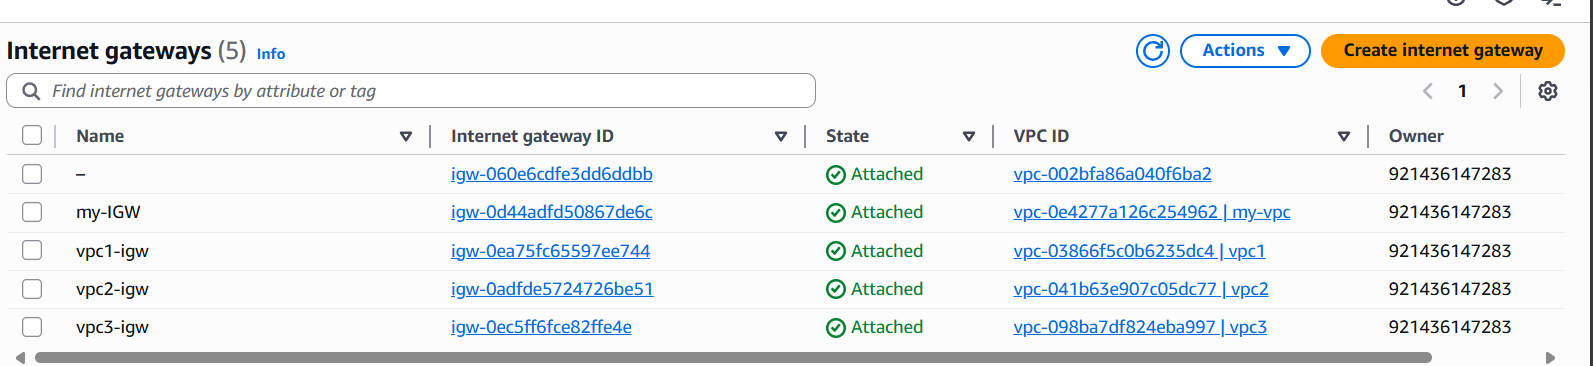 Internet gateways (5) Info
Actions
Create internet gateway
Find internet gateways by attribute or tag
1
Name Internet gateway ID State VPC ID Owner
– igw-060e6cdfe3dd6ddbb Attached vpc-002bfa86a040f6ba2 921436147283
my-IGW igw-0d44adfd50867de6c Attached vpc-0e4277a126c254962 | my-vpc 921436147283
vpc1-igw igw-0ea75fc65597ee744 Attached vpc-03866f5c0b6235dc4 | vpc1 921436147283
vpc2-igw igw-0adfde5724726be51 Attached vpc-041b63e907c05dc77 | vpc2 921436147283
vpc3-igw igw-0ec5ff6fce82ffe4e Attached vpc-098ba7df824eba997 | vpc3 921436147283